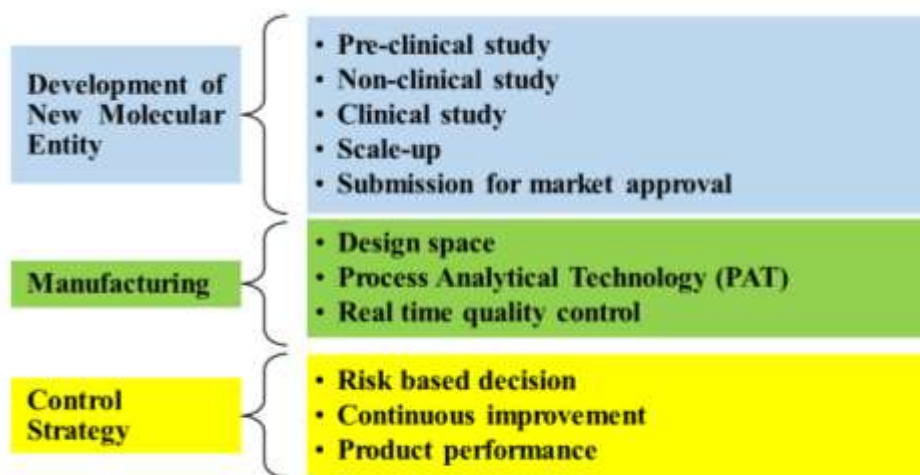 Development of
New Molecular
Entity
• Pre-clinical study
• Non-clinical study
• Clinical study
• Scale-up
• Submission for market approval
Manufacturing
• Design space
• Process Analytical Technology (PAT)
• Real time quality control
Control
Strategy
• Risk based decision
• Continuous improvement
• Product performance